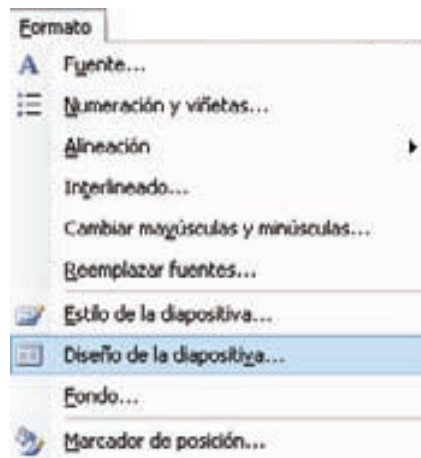 Formato
Fuente...
Numeración y viñetas...
Alineación
Interlineado...
Cambiar mayúsculas y minúsculas...
Reemplazar fuentes...
Estilo de la diapositiva...
Diseño de la diapositiva...
Fondo...
Marcador de posición...